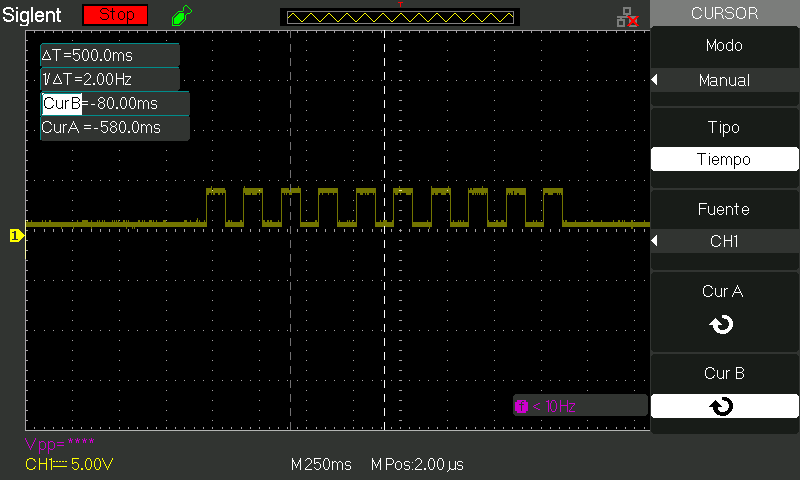 Siglent Stop CURSOR
Modo
Manual
Tipo
Tiempo
Fuente
CH1
Cur A
Cur B
ΔT=500.0ms
1/ΔT=2.00Hz
CurB=-80.00ms
CurA=-580.0ms
1
T < 10Hz
Vpp=****
CH1 5.00V M250ms M Pos:2.00µs